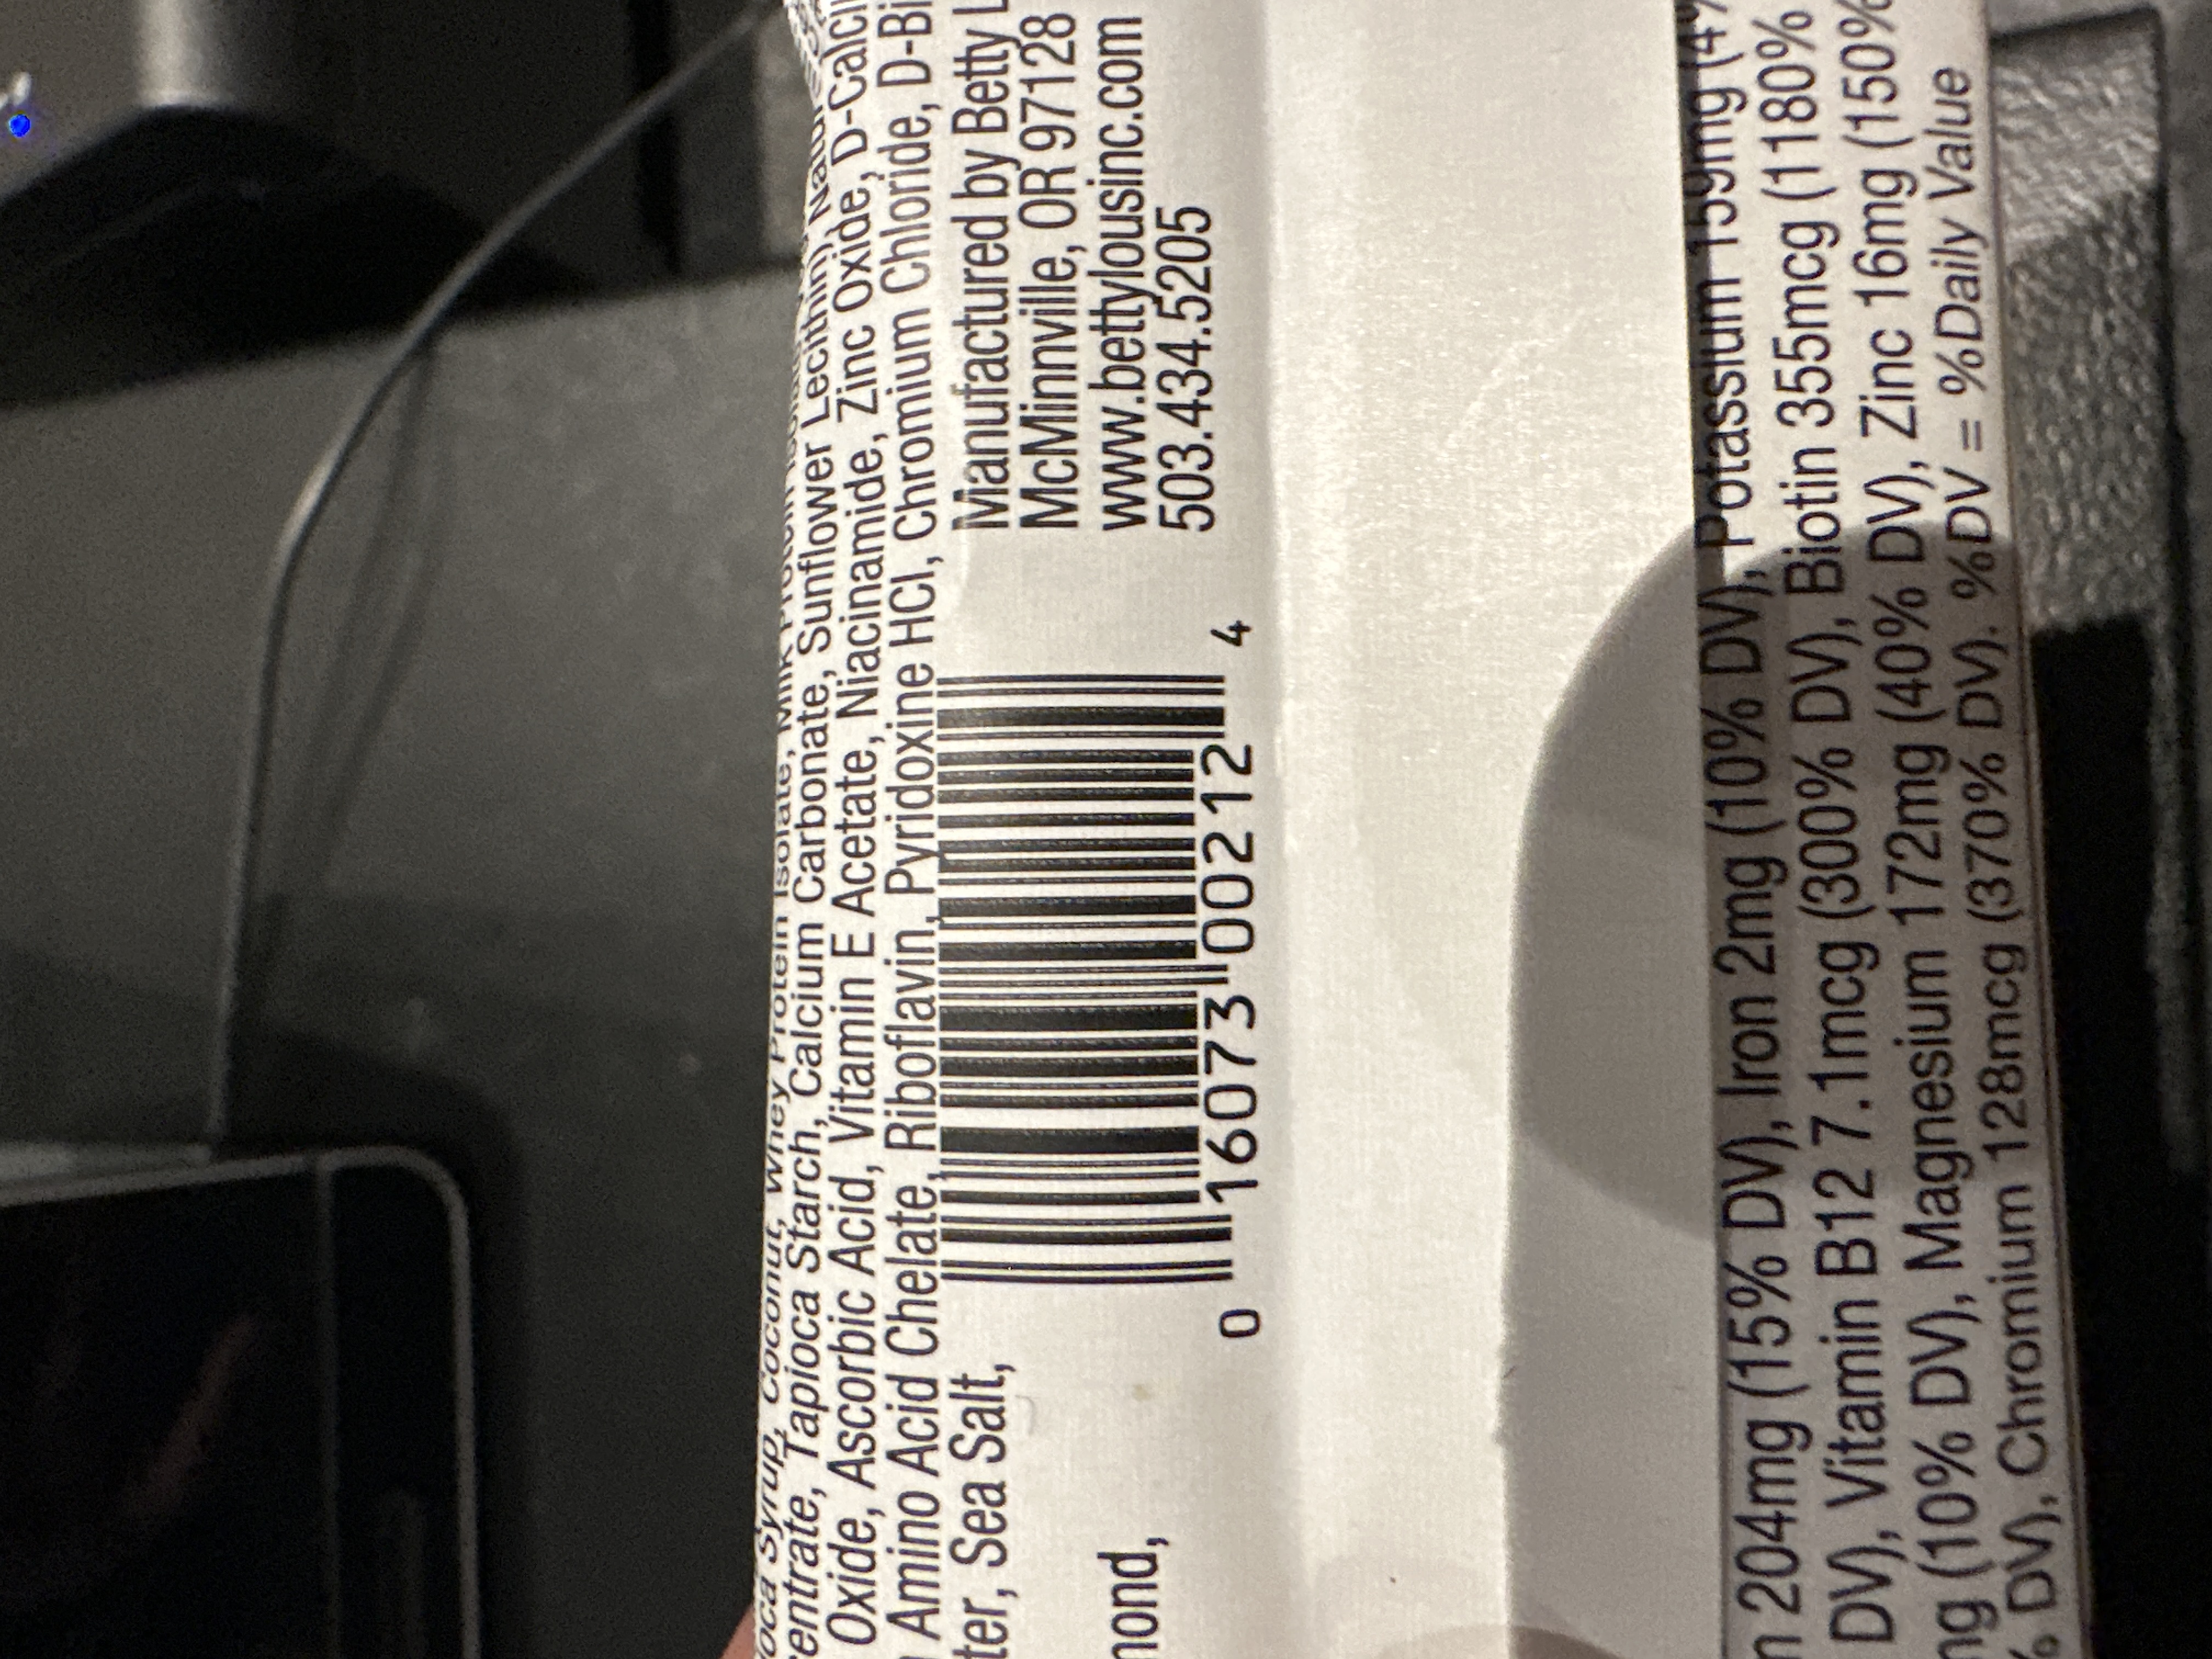 Syrup, Coconut, Whey Protein Isolate, Milk Protein
Tapioca Starch, Calcium Carbonate, Sunflower Lecithin),
Oxide, Ascorbic Acid, Vitamin E Acetate, Niacinamide, Zinc Oxide,
Amino Acid Chelate, Riboflavin, Pyridoxine HCl, Chromium Chloride,
Sea Salt,
0 16073 00212 4
Manufactured by Betty
McMinnville, OR 97128
www.bettylousinc.com
503.434.5205
204mg (15% DV), Iron 2mg (10% DV), Potassium 159mg
DV), Vitamin B12 7.1mcg (300% DV), Biotin 355mcg (1180%
(10% DV), Magnesium 172mg (40% DV), Zinc 16mg (150%
DV), Chromium 128mcg (370% DV). %DV = %Daily Value